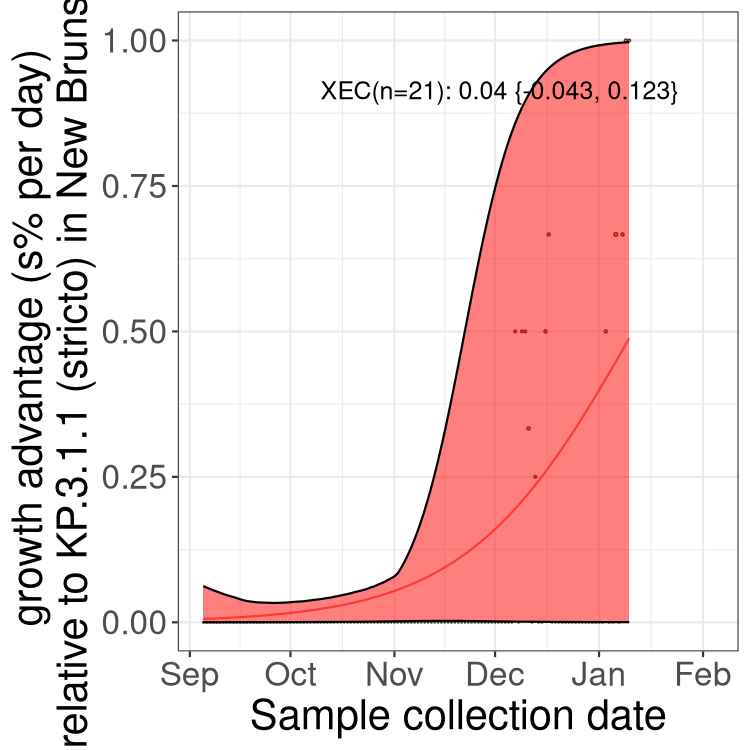 growth advantage (s% per day)
relative to KP.3.1.1 (stricto) in New Bruns
1.00
0.75
0.50
0.25
0.00
XEC(n=21): 0.04 {-0.043, 0.123}
Sep Oct Nov Dec Jan Feb
Sample collection date